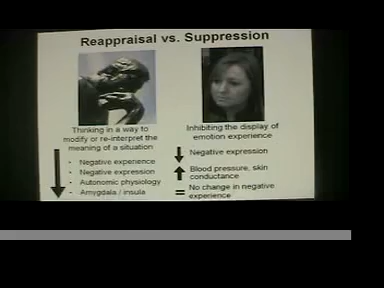 Reappraisal vs. Suppression
Thinking in a way to
modify or re-interpret the
meaning of a situation
- Negative experience
- Negative expression
- Autonomic physiology
- Amygdala / insula
Inhibiting the display of
emotion experience
Negative expression
Blood pressure, skin
conductance
= No change in negative
experience